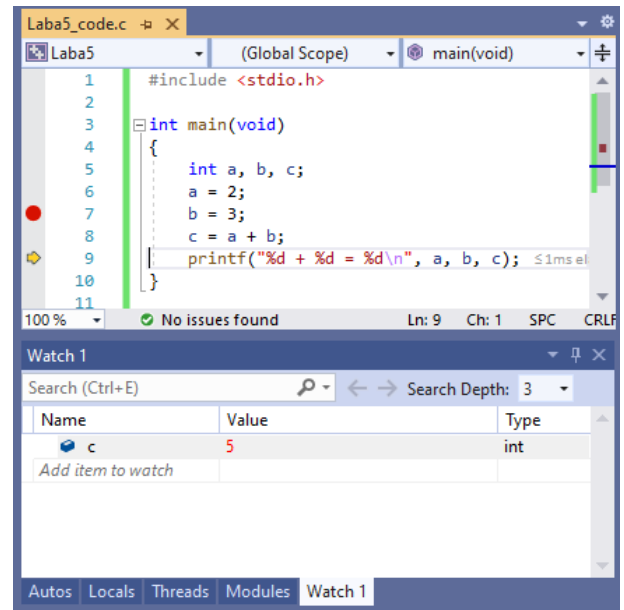 Laba5_code.c
Laba5 (Global Scope) main(void)
1 #include <stdio.h>
2
3 int main(void)
4 {
5 int a, b, c;
6 a = 2;
7 b = 3;
8 c = a + b;
9 printf("%d + %d = %d\n", a, b, c); ≤1ms el
10 }
11
100 % No issues found Ln: 9 Ch: 1 SPC CRLF
Watch 1
Search (Ctrl+E) Search Depth: 3
Name Value Type
c 5 int
Add item to watch
Autos Locals Threads Modules Watch 1